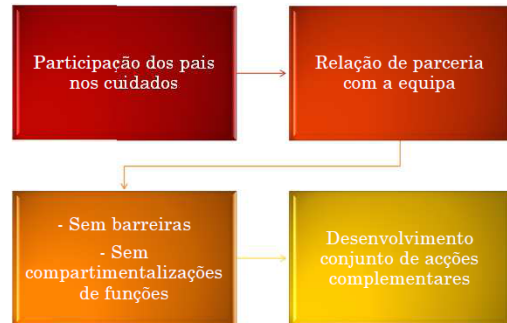 Participação dos pais
nos cuidados
Relação de parceria
com a equipa
- Sem barreiras
- Sem
compartimentalizações
de funções
Desenvolvimento
conjunto de acções
complementares